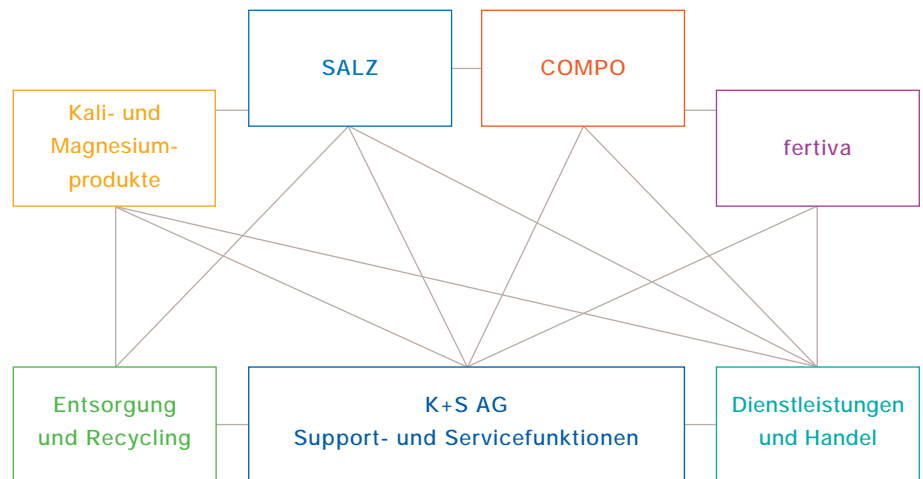 SALZ
COMPO
Kali- und
Magnesium-
produkte
fertiva
Entsorgung
und Recycling
K+S AG
Support- und Servicefunktionen
Dienstleistungen
und Handel